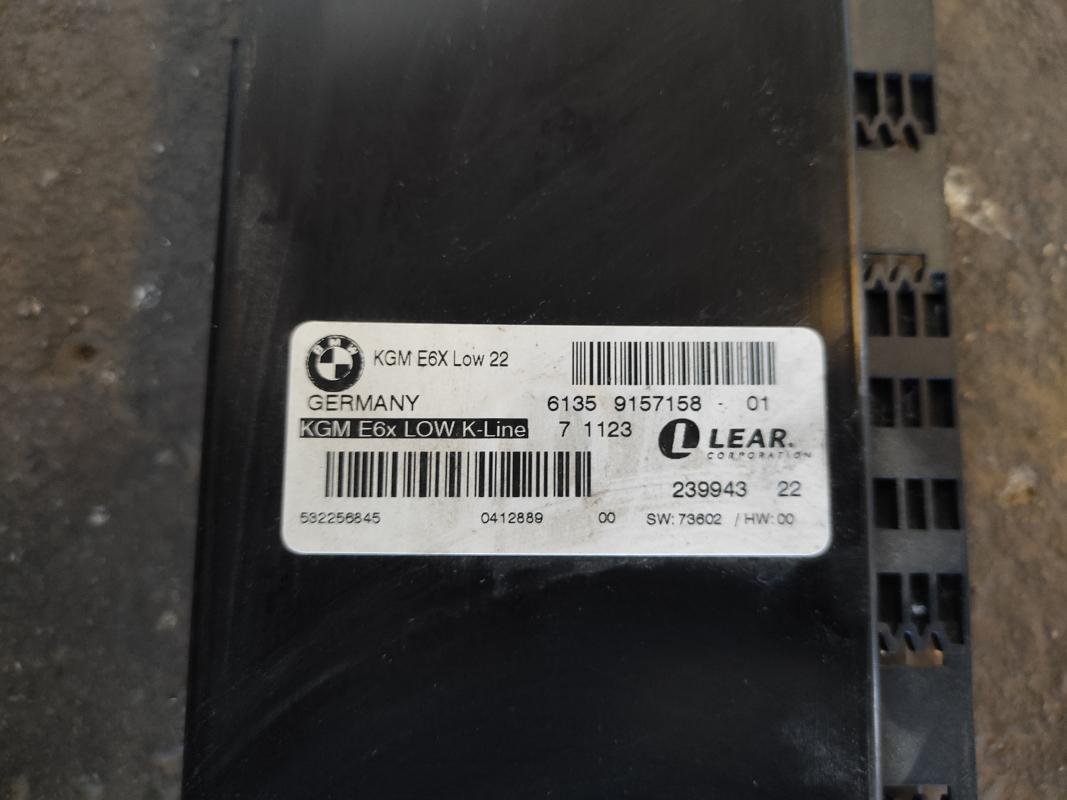 BMW
KGM E6X Low 22
GERMANY 6135 9157158 - 01
KGM E6x LOW K-Line 7 1123
LEAR.
CORPORATION
239943 22
532256845 0412889 00 SW: 73602 / HW: 00